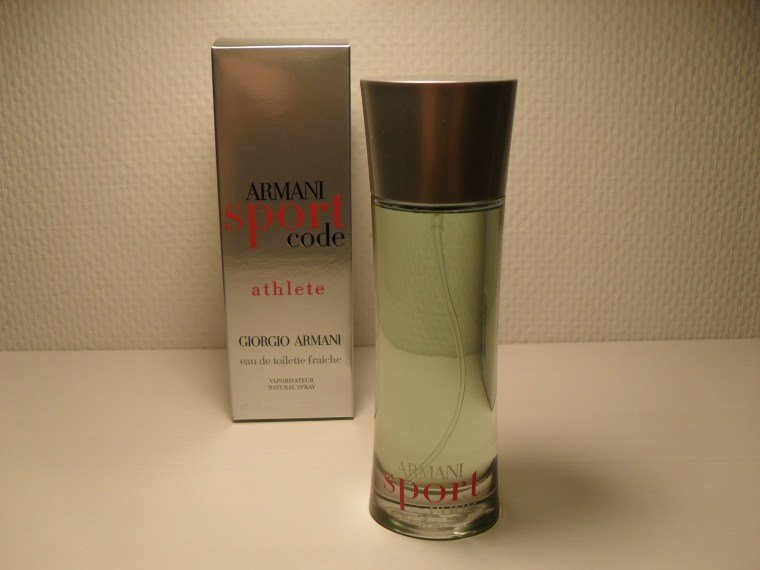 ARMANI
sport
code
athlete
GIORGIO ARMANI
eau de toilette fraîche
VAPORISATEUR
NATURAL SPRAY
ARMANI
sport